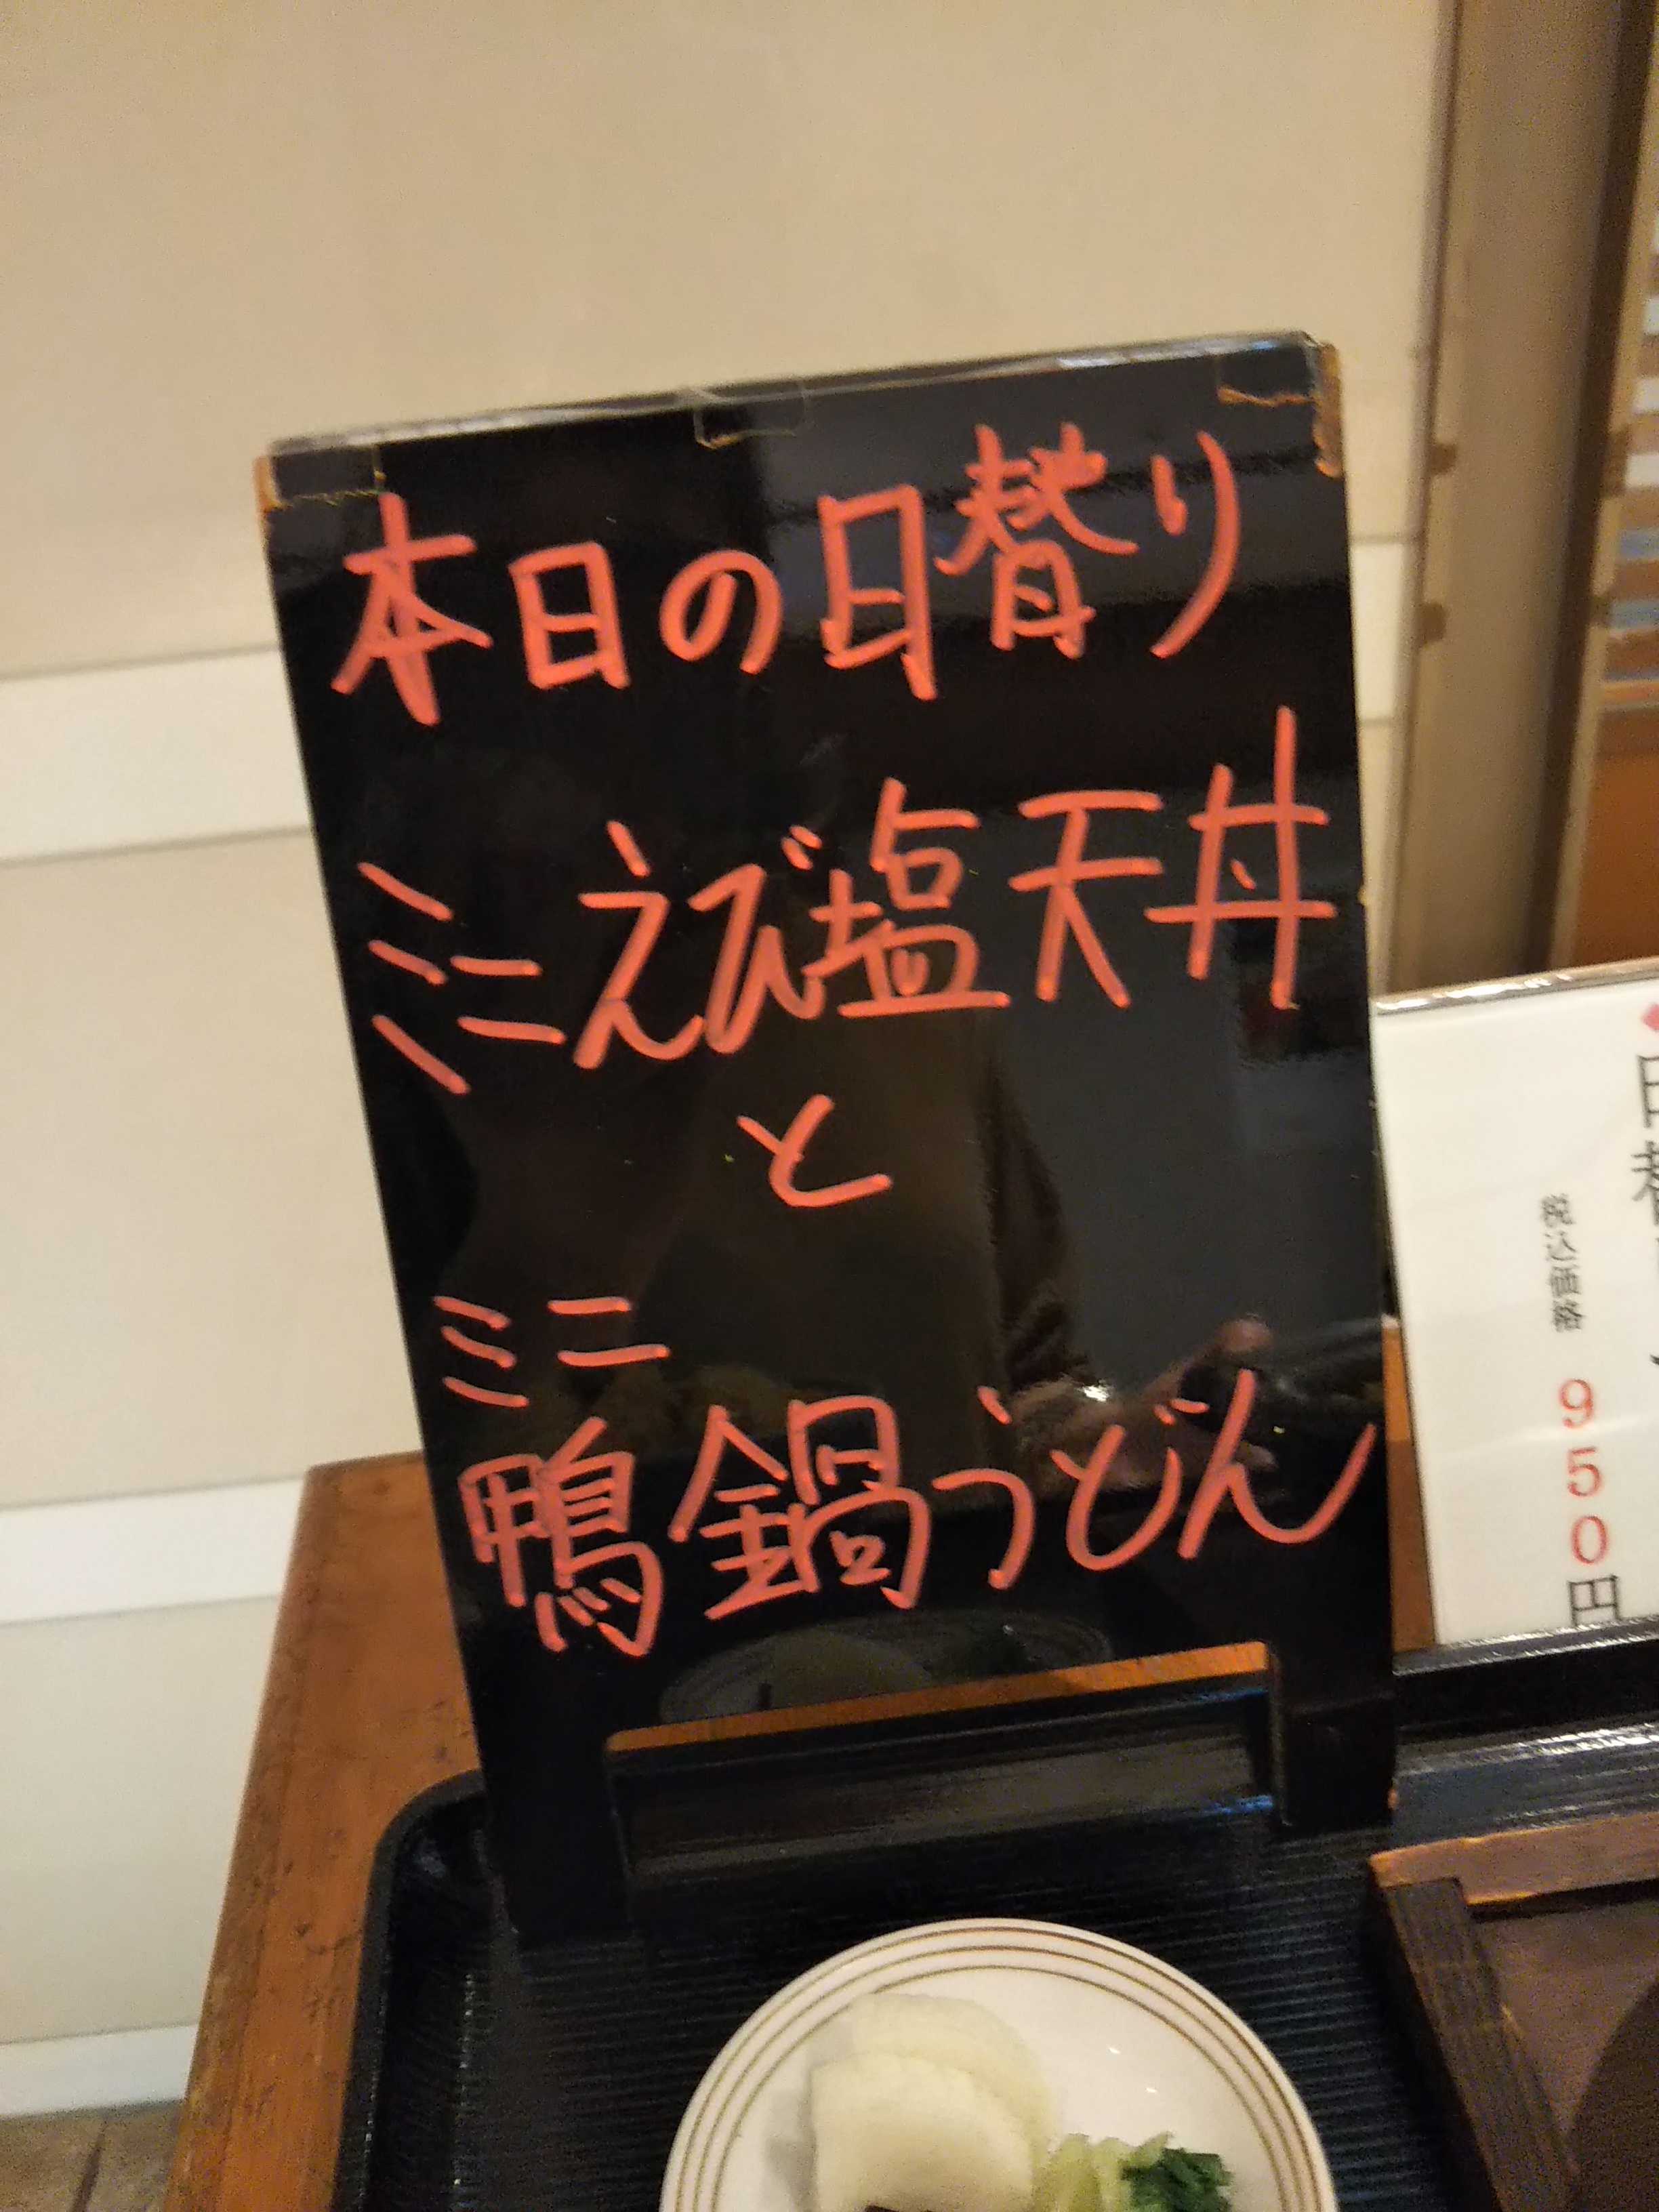 本日の日替り
ミニえび塩天丼
と
ミニ
鴨鍋うどん
税込価格 950円